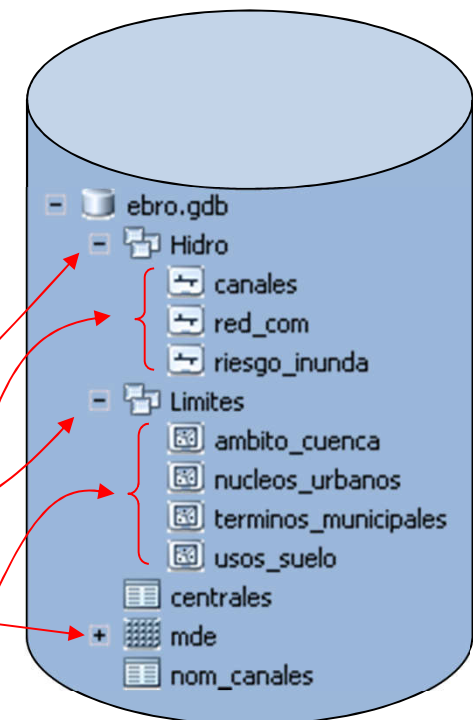 ebro.gdb
Hidro
canales
red_com
riesgo_inunda
Limites
ambito_cuenca
nucleos_urbanos
terminos_municipales
usos_suelo
centrales
mde
nom_canales